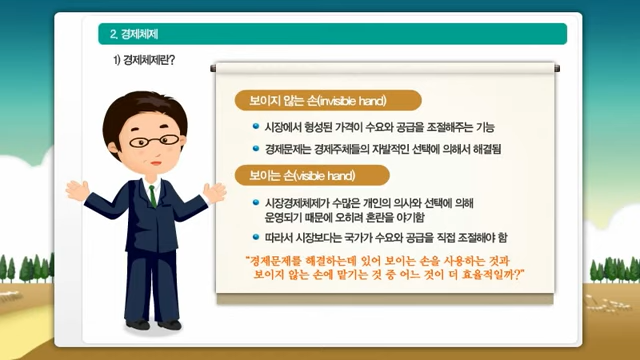 2. 경제체제
1) 경제체제란?
보이지 않는 손(invisible hand)
시장에서 형성된 가격이 수요와 공급을 조절해주는 기능
경제문제는 경제주체들의 자발적인 선택에 의해서 해결됨
보이는 손(visible hand)
시장경제체제가 수많은 개인의 의사와 선택에 의해
운영되기 때문에 오히려 혼란을 야기함
따라서 시장보다는 국가가 수요와 공급을 직접 조절해야 함
"경제문제를 해결하는데 있어 보이는 손을 사용하는 것과
보이지 않는 손에 맡기는 것 중 어느 것이 더 효율적일까?"